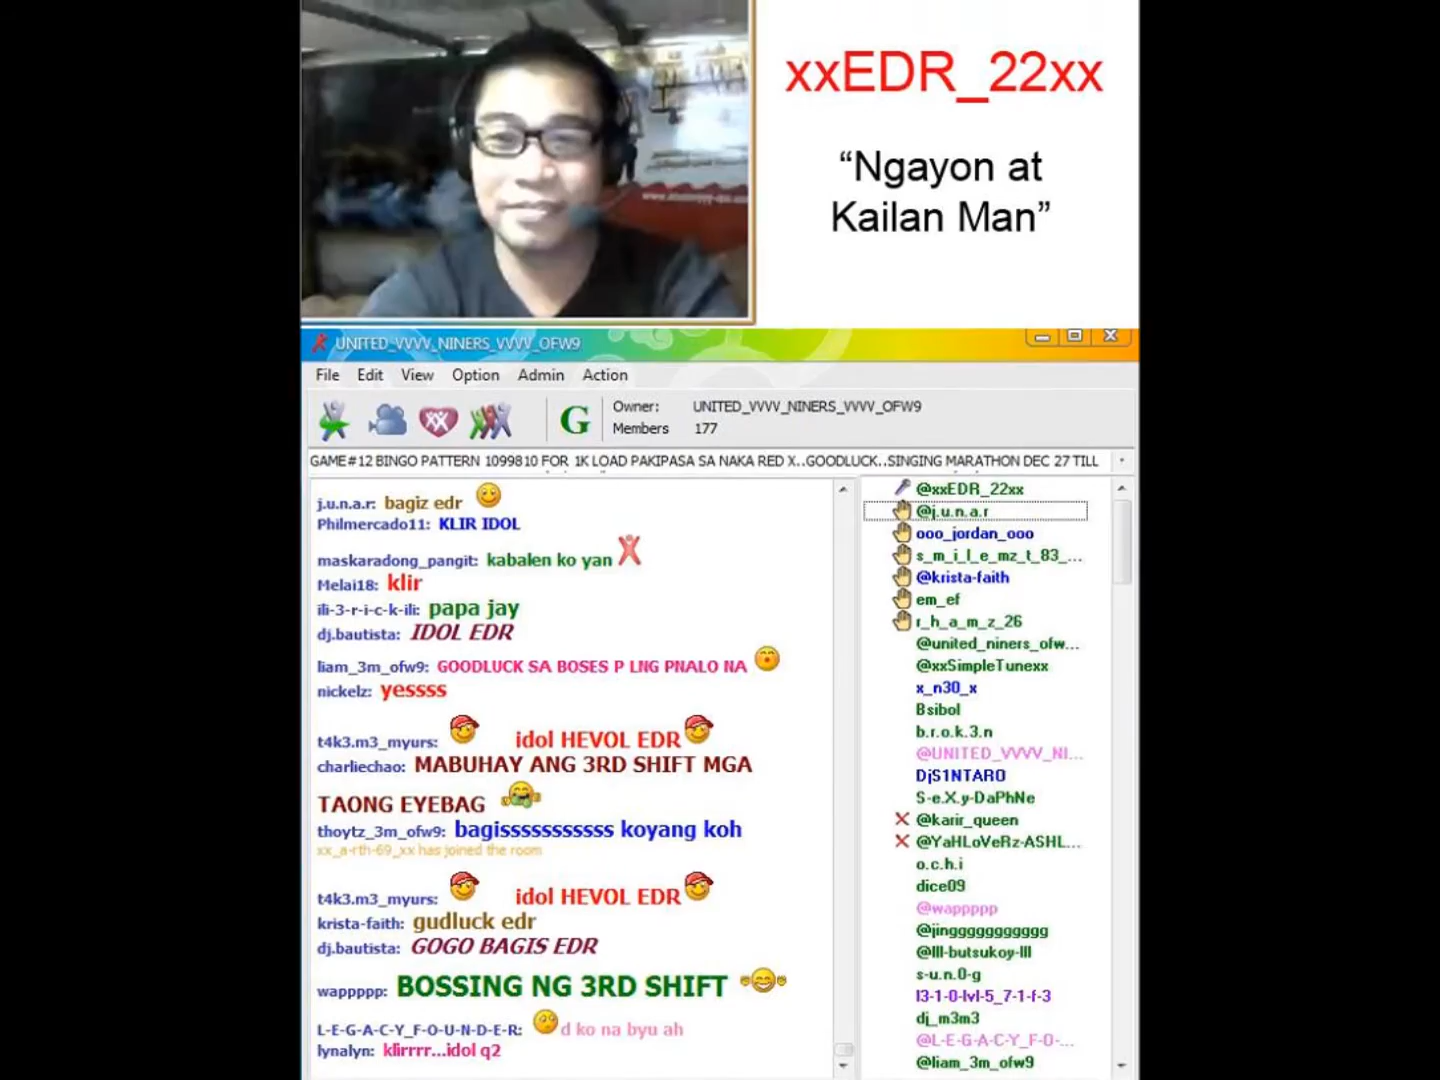 xxEDR_22xx
“Ngayon at
Kailan Man”
UNITED_VVVV_NINERS_VVVV_OFW9
File Edit View Option Admin Action
G
Owner: UNITED_VVVV_NINERS_VVVV_OFW9
Members 177
GAME#12 BINGO PATTERN 1099810 FOR 1K LOAD PAKIPASA SA NAKA RED X..GOODLUCK..SINGING MARATHON DEC 27 TILL
j.u.n.a.r: bagiz edr
Philmercado11: KLIR IDOL
maskaradong_pangit: kabalen ko yan
Melai18: klir
ili-3-r-i-c-k-ili: papa jay
dj.bautista: IDOL EDR
liam_3m_ofw9: GOODLUCK SA BOSES P LNG PNALO NA
nickelz: yessss
t4k3.m3_myurs: idol HEVOL EDR
charliechao: MABUHAY ANG 3RD SHIFT MGA
TAONG EYEBAG
thoytz_3m_ofw9: bagisssssssssss koyang koh
xx_a-rth-69_xx has joined the room
t4k3.m3_myurs: idol HEVOL EDR
krista-faith: gudluck edr
dj.bautista: GOGO BAGIS EDR
wappppp: BOSSING NG 3RD SHIFT
L-E-G-A-C-Y_F-O-U-N-D-E-R: d ko na byu ah
lynalyn: klirrrr...idol q2
@xxEDR_22xx
@j.u.n.a.r
ooo_jordan_ooo
s_m_i_l_e_mz_t_83_...
@krista-faith
em_ef
r_h_a_m_z_26
@united_niners_ofw...
@xxSimpleTunexx
x_n30_x
Bsibol
b.r.o.k.3.n
@UNITED_VVVV_NI...
DjS1NTARO
S-e.X.y-DaPhNe
@karir_queen
@YaHLoVeRz-ASHL...
o.c.h.i
dice09
@wappppp
@jingggggggggggg
@lll-butsukoy-lll
s-u.n.0-g
l3-1-0-lvl-5_7-1-f-3
dj_m3m3
@L-E-G-A-C-Y_F-O-...
@liam_3m_ofw9